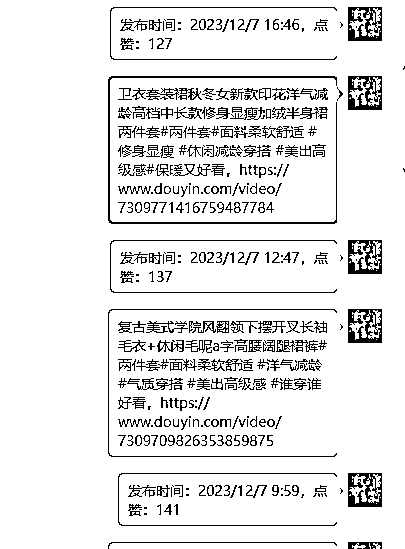 发布时间：2023/12/7 16:46，点
赞：127
卫衣套装裙秋冬女新款印花洋气减
龄高档中长款修身显瘦加绒半身裙
两件套#两件套#面料柔软舒适 #
修身显瘦 #休闲减龄穿搭 #美出高
级感#保暖又好看，https://
www.douyin.com/video/
7309771416759487784
发布时间：2023/12/7 12:47，点
赞：137
复古美式学院风翻领下摆开叉长袖
毛衣+休闲毛呢a字高腰阔腿裙裤#
两件套#面料柔软舒适 #洋气减龄
#气质穿搭 #美出高级感 #谁穿谁
好看，https://
www.douyin.com/video/
7309709826353859875
发布时间：2023/12/7 9:59，点
赞：141